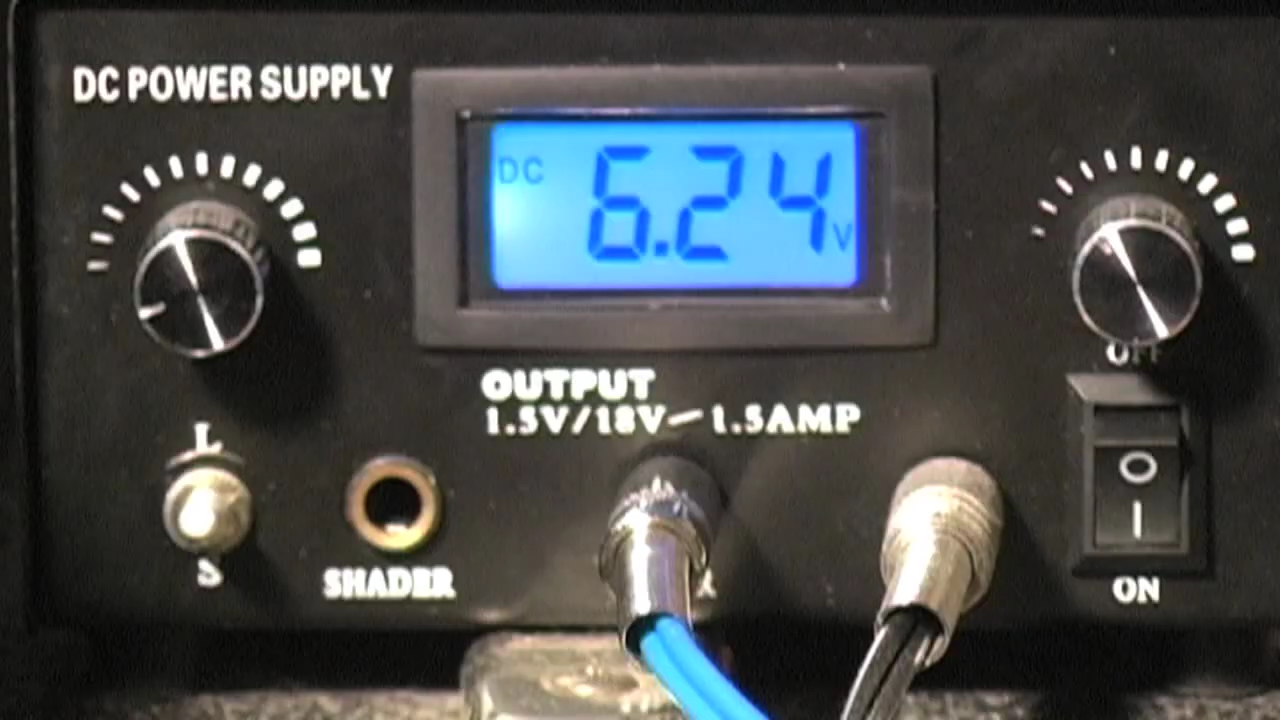 DC POWER SUPPLY
DC 6.24 V
OUTPUT
1.5V/18V—1.5AMP
OFF
L
S
SHADER
O
I
ON